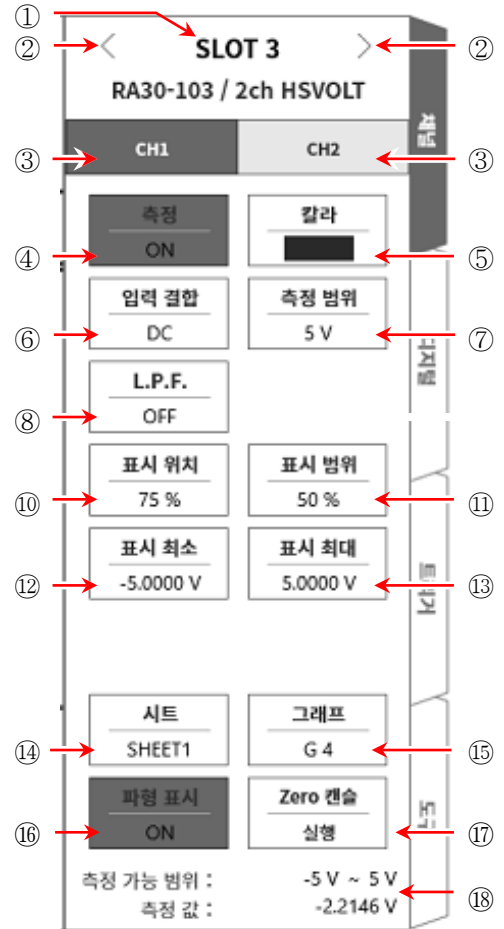 ①
② < SLOT 3 > ②
RA30-103 / 2ch HSVOLT
채널
③ CH1 CH2 ③
측정 칼라
④ ON ⑤
입력 결합 측정 범위
⑥ DC 5 V ⑦
디지털
L.P.F.
⑧ OFF
표시 위치 표시 범위
⑩ 75 % 50 % ⑪
표시 최소 표시 최대
⑫ -5.0000 V 5.0000 V ⑬
트리거
시트 그래프
⑭ SHEET1 G 4 ⑮
파형 표시 Zero 캔슬
⑯ ON 실행 ⑰
측정 가능 범위 : -5 V ~ 5 V
⑱
측정 값 : -2.2146 V